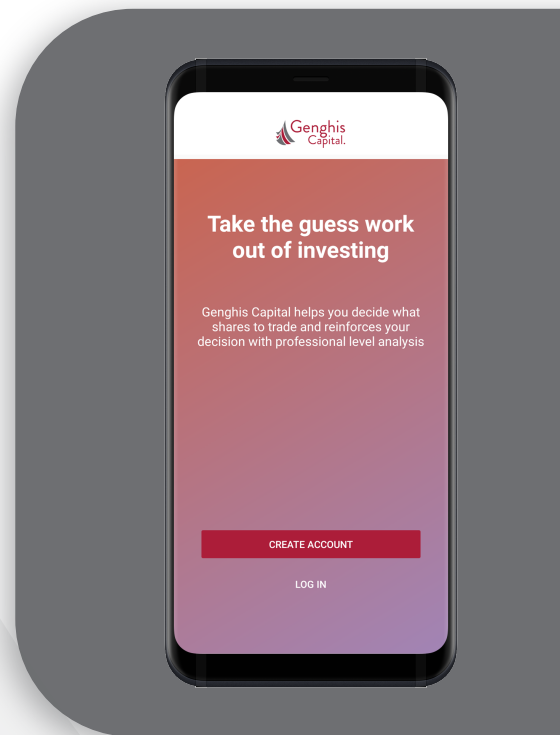 Genghis
Capital.
Take the guess work
out of investing
Genghis Capital helps you decide what
shares to trade and reinforces your
decision with professional level analysis
CREATE ACCOUNT
LOG IN